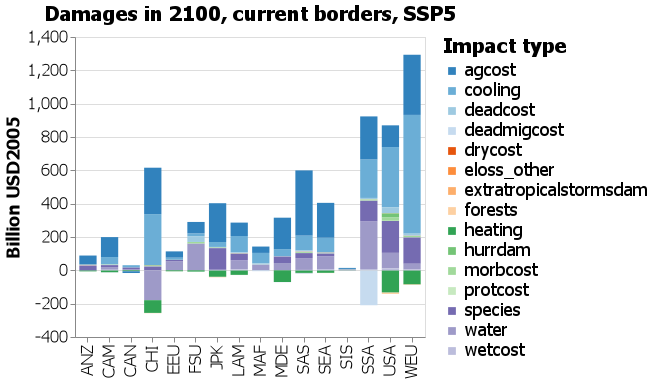 Damages in 2100, current borders, SSP5
Billion USD2005
1,400
1,200
1,000
800
600
400
200
0
−200
−400
ANZ
CAM
CAN
CHI
EEU
FSU
JPK
LAM
MAF
MDE
SAS
SEA
SIS
SSA
USA
WEU
Impact type
agcost
cooling
deadcost
deadmigcost
drycost
eloss_other
extratropicalstormsdam
forests
heating
hurrdam
morbcost
protcost
species
water
wetcost